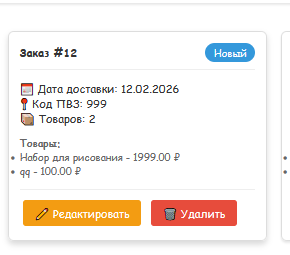 Заказ #12
Новый
Дата доставки: 12.02.2026
Код ПВЗ: 999
Товаров: 2
Товары:
• Набор для рисования - 1999.00 ₽
• qq - 100.00 ₽
Редактировать
Удалить